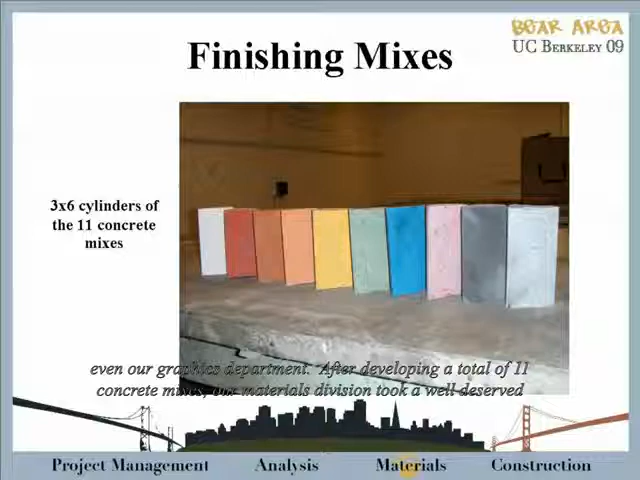 BEAR AREA
UC BERKELEY 09
Finishing Mixes
3x6 cylinders of
the 11 concrete
mixes
even our graphics department. After developing a total of 11
concrete mixes, our materials division took a well-deserved
Project Management Analysis Materials Construction